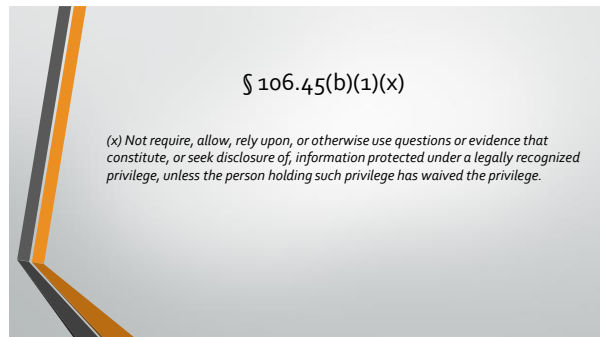 § 106.45(b)(1)(x)
(x) Not require, allow, rely upon, or otherwise use questions or evidence that
constitute, or seek disclosure of, information protected under a legally recognized
privilege, unless the person holding such privilege has waived the privilege.